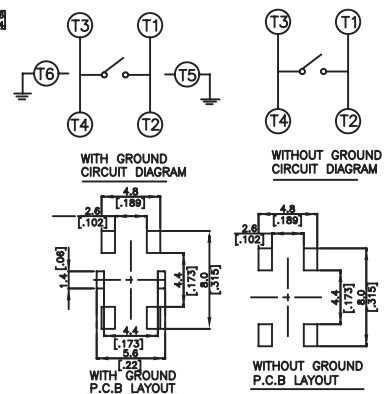 T3
T1
T6
T5
T4
T2
WITH GROUND
CIRCUIT DIAGRAM
T3
T1
T4
T2
WITHOUT GROUND
CIRCUIT DIAGRAM
4.8
[.189]
2.6
[.102]
1.4 [.06]
4.4
[.173]
8.0
[.315]
4.4
[.173]
5.6
[.22]
WITH GROUND
P.C.B LAYOUT
4.8
[.189]
2.6
[.102]
4.4
[.173]
8.0
[.315]
WITHOUT GROUND
P.C.B LAYOUT